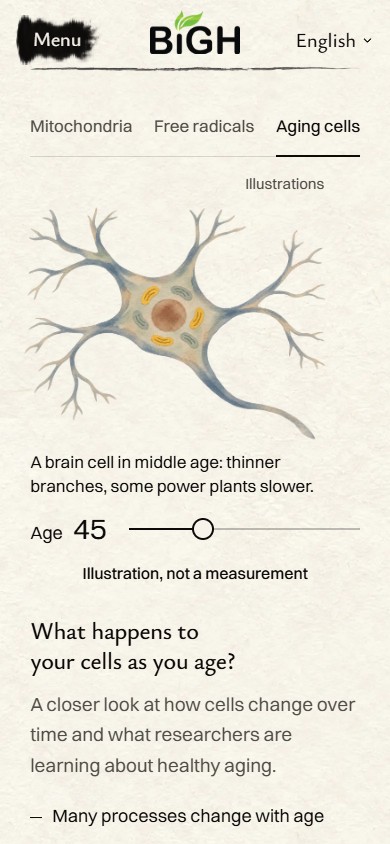 Menu
BiGH
English
Mitochondria
Free radicals
Aging cells
Illustrations
A brain cell in middle age: thinner
branches, some power plants slower.
Age 45
Illustration, not a measurement
What happens to
your cells as you age?
A closer look at how cells change over
time and what researchers are
learning about healthy aging.
— Many processes change with age